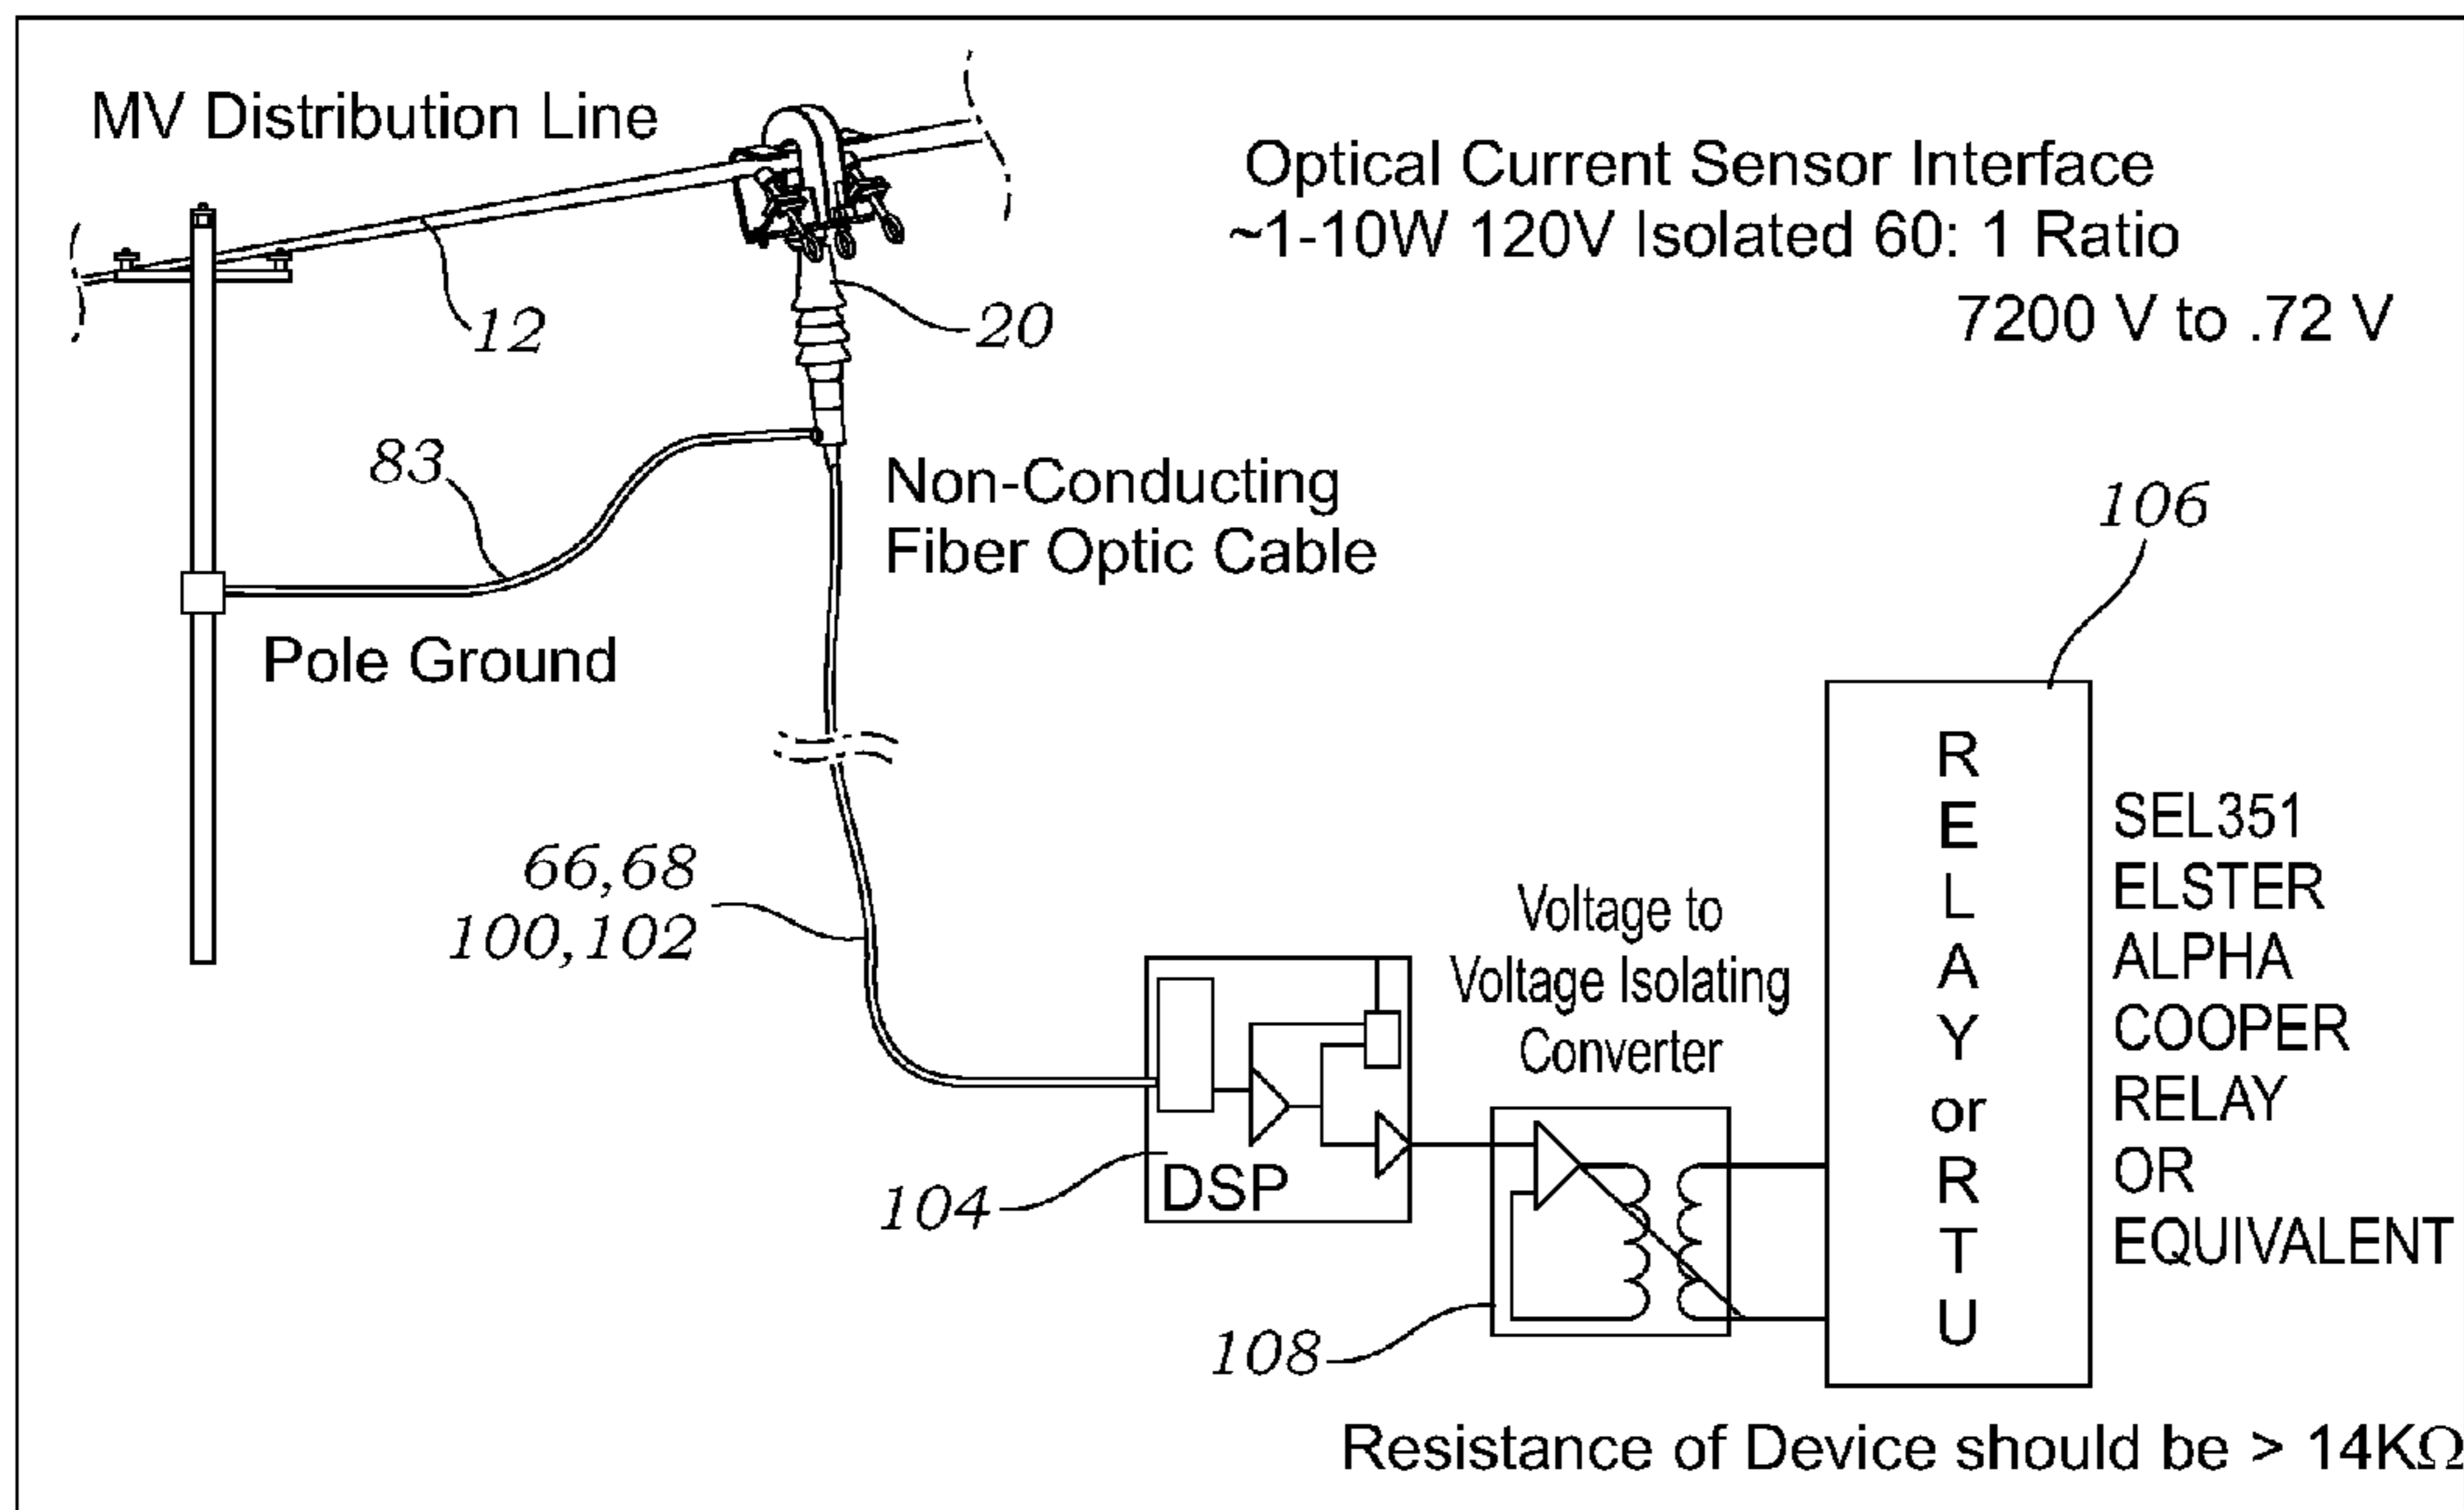 MV Distribution Line
Optical Current Sensor Interface
~1-10W 120V Isolated 60: 1 Ratio
7200 V to .72 V
12
20
83
Non-Conducting
Fiber Optic Cable
Pole Ground
106
66,68
100,102
Voltage to
Voltage Isolating
Converter
104
DSP
108
R
E
L
A
Y
or
R
T
U
SEL351
ELSTER
ALPHA
COOPER
RELAY
OR
EQUIVALENT
Resistance of Device should be > 14KΩ